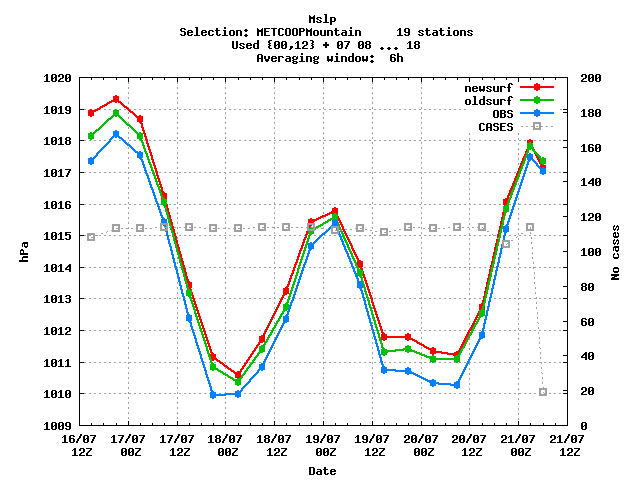 Mslp
Selection: METCOOPMountain 19 stations
Used {00,12} + 07 08 ... 18
Averaging window: 6h
newsurf
oldsurf
OBS
CASES
1020
1019
1018
1017
1016
1015
1014
1013
1012
1011
1010
1009
hPa
200
180
160
140
120
100
80
60
40
20
0
No cases
16/07 17/07 17/07 18/07 18/07 19/07 19/07 20/07 20/07 21/07 21/07
12Z 00Z 12Z 00Z 12Z 00Z 12Z 00Z 12Z 00Z 12Z
Date